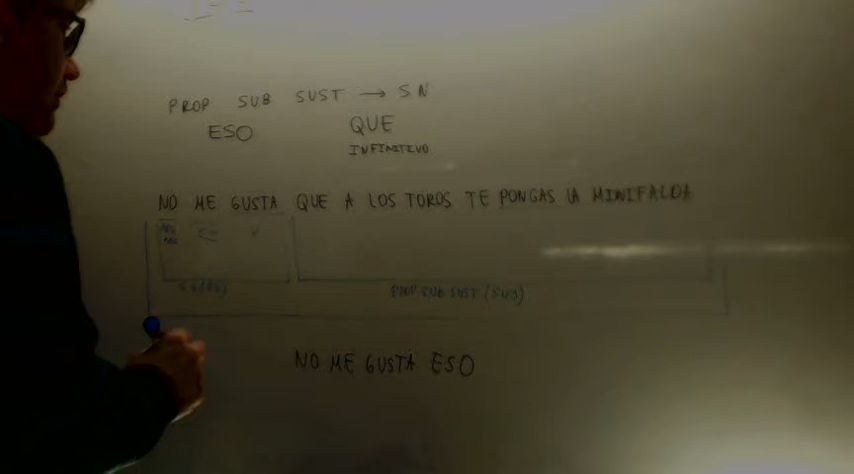 PROP SUB SUST → SN
ESO QUE
INFINITIVO
NO ME GUSTA QUE A LOS TOROS TE PONGAS LA MINIFALDA
PROP SUB SUST (SUJ)
NO ME GUSTA ESO